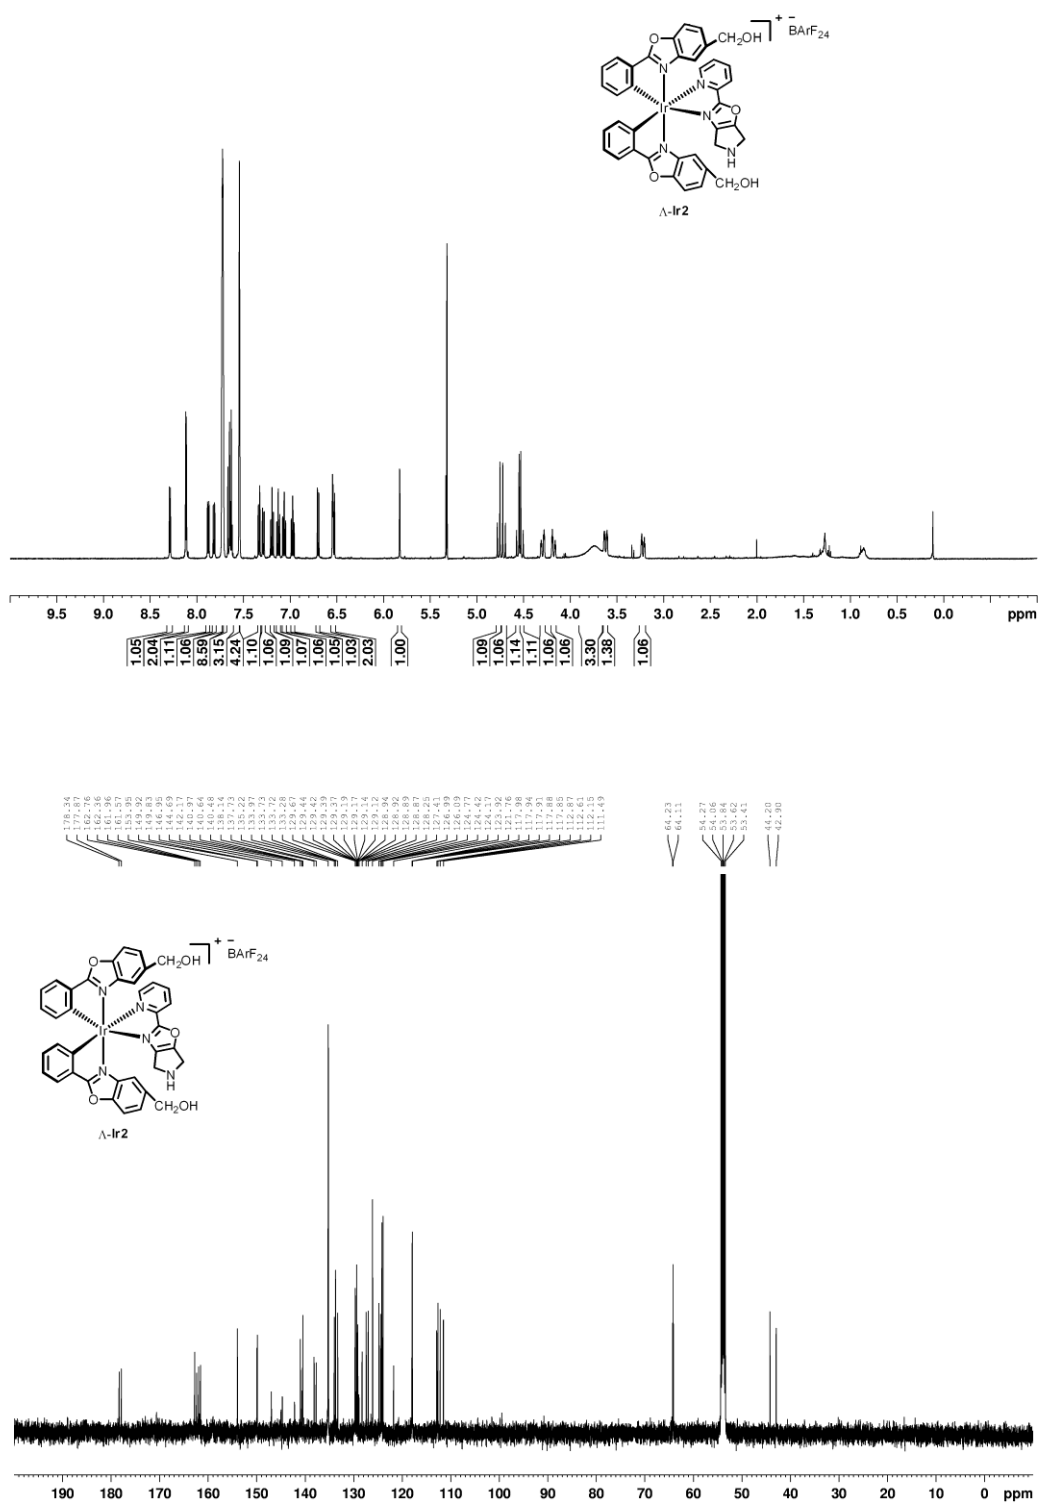 CH2OH
+ −
BArF24
O
N
N
Ir
O
N
N
H
N
O
CH2OH
Λ-Ir2
9.5 9.0 8.5 8.0 7.5 7.0 6.5 6.0 5.5 5.0 4.5 4.0 3.5 3.0 2.5 2.0 1.5 1.0 0.5 0.0 ppm
1.05 2.04 1.11 1.06 8.59 3.15 4.24 1.10 1.06 1.09 1.07 1.06 1.05 1.03 2.03 1.00 1.09 1.06 1.14 1.11 1.06 1.06 3.30 1.38 1.06
178.34 177.87 162.76 162.36 161.96 161.57 153.95 149.92 149.83 146.95 144.69 142.17 140.97 140.64 140.48 138.14 137.73 135.22 133.97 133.73 133.72 133.28 129.67 129.44 129.42 129.39 129.37 129.19 129.17 129.14 129.12 128.94 128.92 128.89 128.87 128.25 127.41 126.99 126.09 124.77 124.42 124.17 123.92 121.76 117.98 117.94 117.91 117.88 117.85 112.87 112.61 112.15 111.49 64.23 64.11 54.27 54.06 53.84 53.62 53.41 44.20 42.90
CH2OH
+ −
BArF24
O
N
N
Ir
O
N
N
H
N
O
CH2OH
Λ-Ir2
190 180 170 160 150 140 130 120 110 100 90 80 70 60 50 40 30 20 10 0 ppm